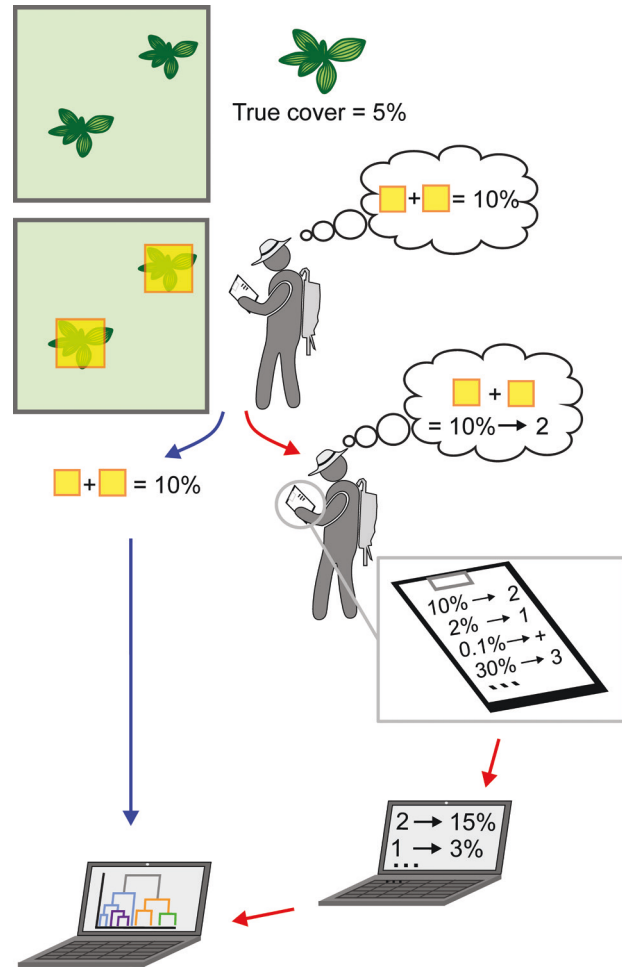 True cover = 5%
+ = 10%
+
= 10% → 2
+ = 10%
10% → 2
2% → 1
0.1% → +
30% → 3
...
2 → 15%
1 → 3%
...